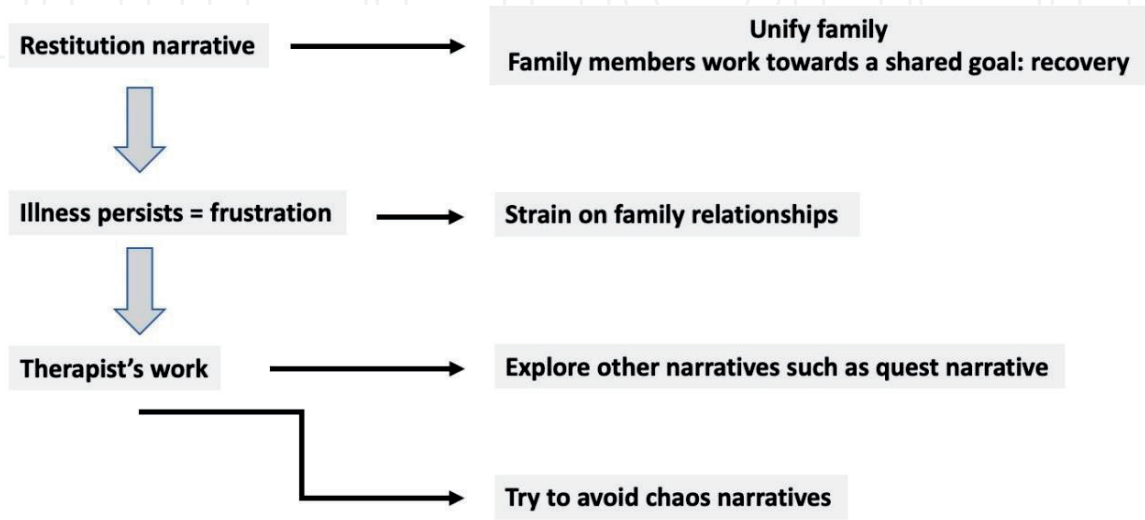 Restitution narrative
Unify family
Family members work towards a shared goal: recovery
Illness persists = frustration
Strain on family relationships
Therapist’s work
Explore other narratives such as quest narrative
Try to avoid chaos narratives